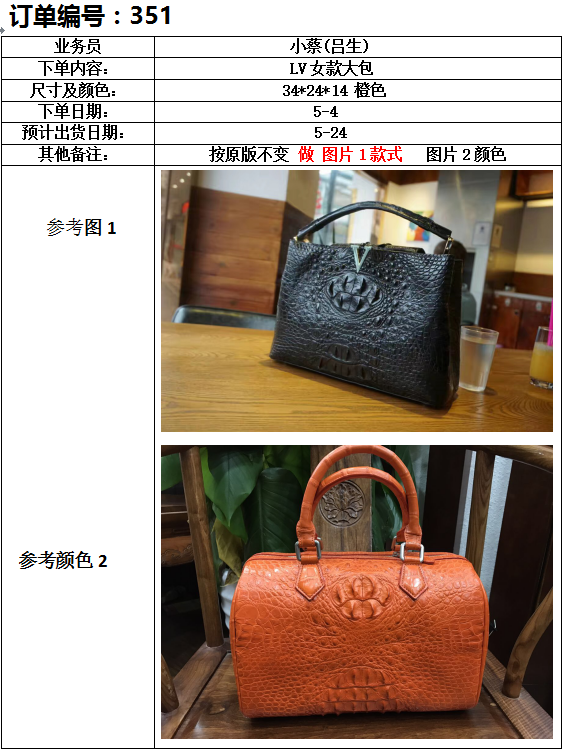 订单编号：351
业务员 小蔡(吕生)
下单内容： LV女款大包
尺寸及颜色： 34*24*14 橙色
下单日期： 5-4
预计出货日期： 5-24
其他备注： 按原版不变 做 图片1款式 图片2颜色
参考图1
参考颜色2